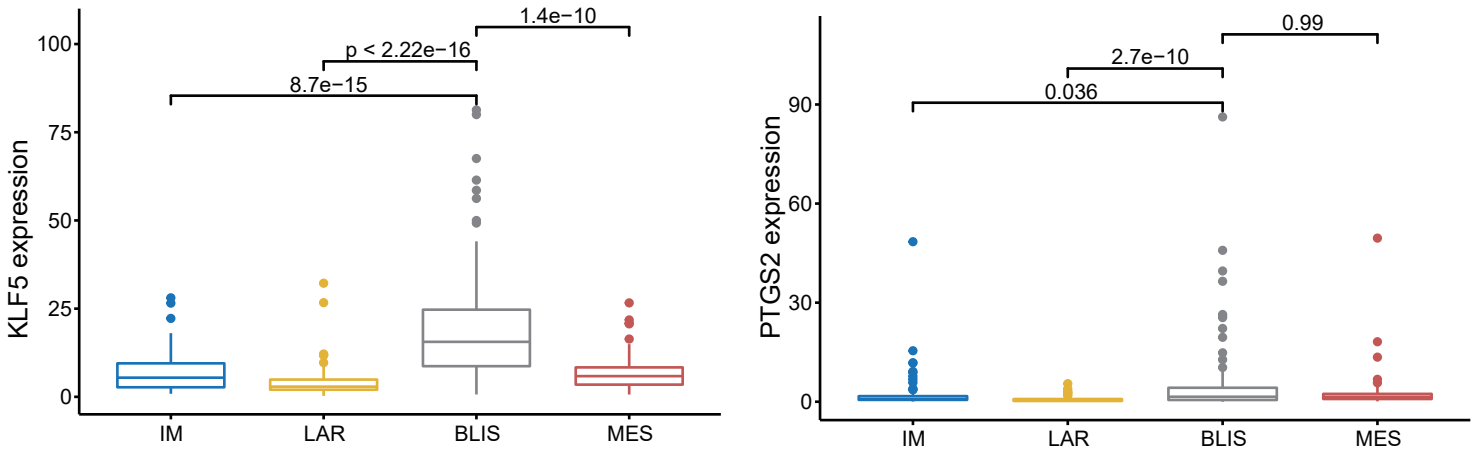 KLF5 expression
100
75
50
25
0
1.4e−10
p < 2.22e−16
8.7e−15
IM LAR BLIS MES
PTGS2 expression
90
60
30
0
0.99
2.7e−10
0.036
IM LAR BLIS MES